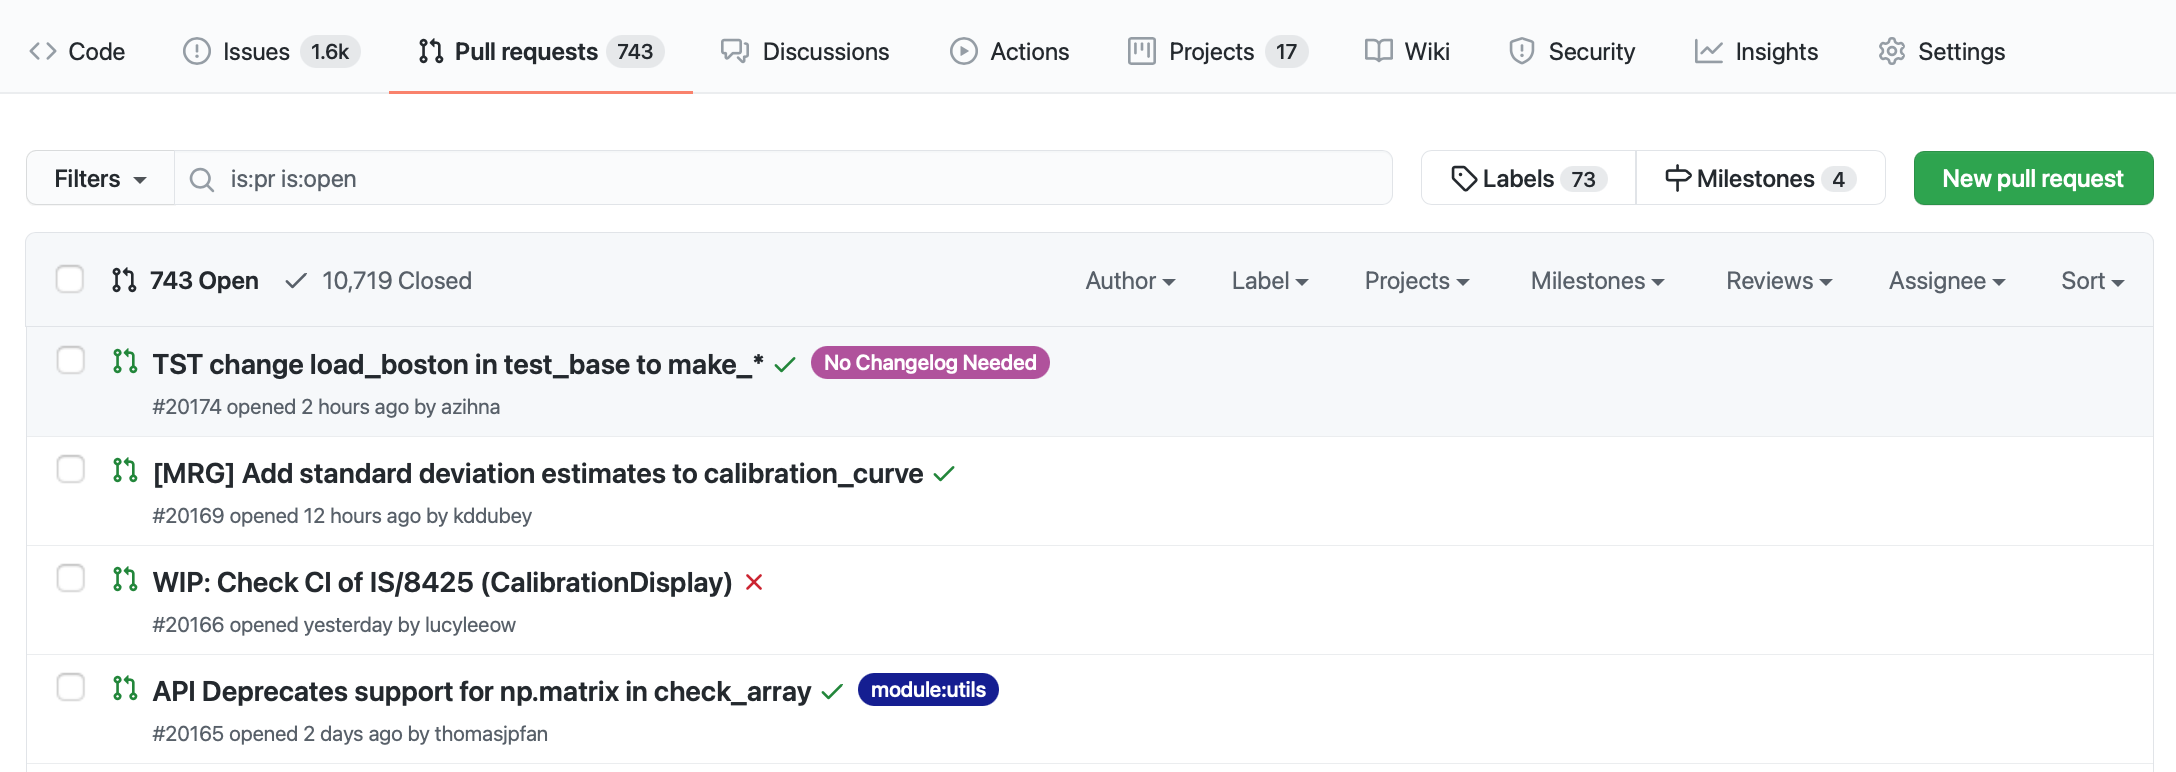 Code Issues 1.6k Pull requests 743 Discussions Actions Projects 17 Wiki Security Insights Settings
Filters is:pr is:open Labels 73 Milestones 4 New pull request
743 Open 10,719 Closed Author Label Projects Milestones Reviews Assignee Sort
TST change load_boston in test_base to make_* No Changelog Needed
#20174 opened 2 hours ago by azihna
[MRG] Add standard deviation estimates to calibration_curve
#20169 opened 12 hours ago by kddubey
WIP: Check CI of IS/8425 (CalibrationDisplay)
#20166 opened yesterday by lucyleeow
API Deprecates support for np.matrix in check_array module:utils
#20165 opened 2 days ago by thomasjpfan